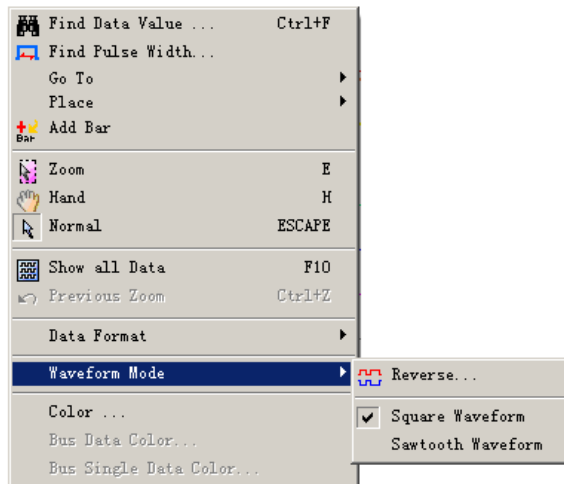 Find Data Value ... Ctrl+F
Find Pulse Width...
Go To
Place
Bar Add Bar
Zoom E
Hand H
Normal ESCAPE
Show all Data F10
Previous Zoom Ctrl+Z
Data Format
Waveform Mode
Reverse...
Square Waveform
Sawtooth Waveform
Color ...
Bus Data Color...
Bus Single Data Color...